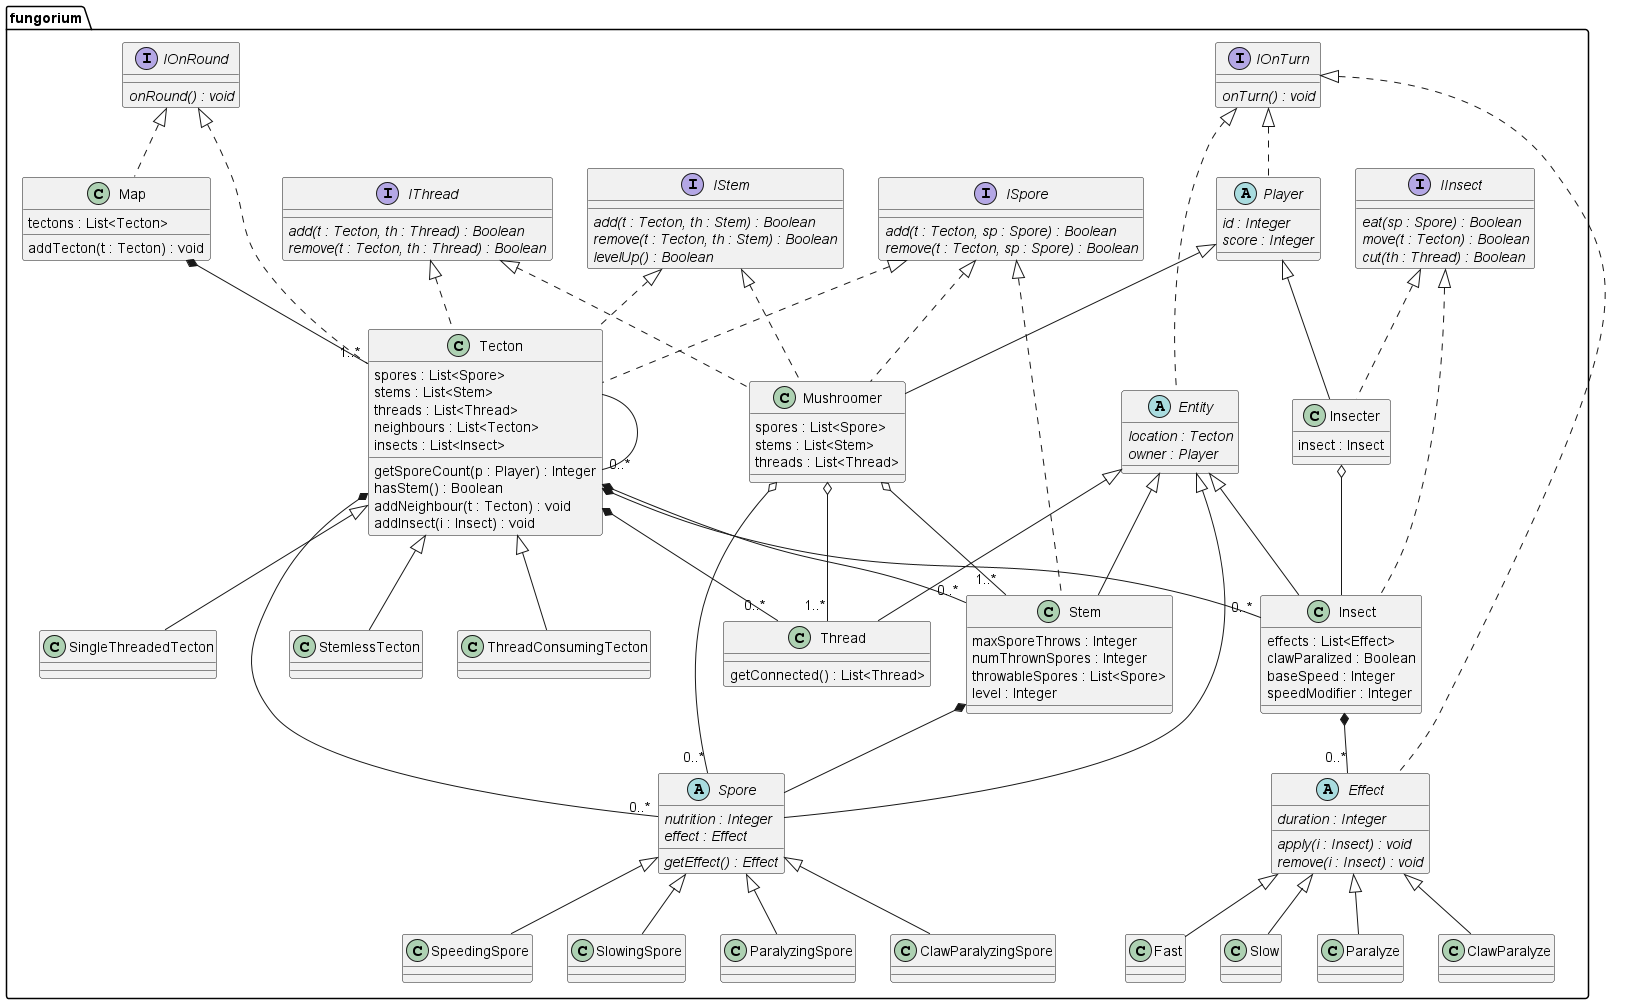 fungorium
I IOnRound
onRound() : void
I IOnTurn
onTurn() : void
C Map
tectons : List<Tecton>
addTecton(t : Tecton) : void
I IThread
add(t : Tecton, th : Thread) : Boolean
remove(t : Tecton, th : Thread) : Boolean
I IStem
add(t : Tecton, th : Stem) : Boolean
remove(t : Tecton, th : Stem) : Boolean
levelUp() : Boolean
I ISpore
add(t : Tecton, sp : Spore) : Boolean
remove(t : Tecton, sp : Spore) : Boolean
A Player
id : Integer
score : Integer
I IInsect
eat(sp : Spore) : Boolean
move(t : Tecton) : Boolean
cut(th : Thread) : Boolean
1..*
C Tecton
spores : List<Spore>
stems : List<Stem>
threads : List<Thread>
neighbours : List<Tecton>
insects : List<Insect>
getSporeCount(p : Player) : Integer
hasStem() : Boolean
addNeighbour(t : Tecton) : void
addInsect(i : Insect) : void
0..*
C Mushroomer
spores : List<Spore>
stems : List<Stem>
threads : List<Thread>
A Entity
location : Tecton
owner : Player
C Insecter
insect : Insect
0..*
1..*
1..*
0..*
0..*
C SingleThreadedTecton
C StemlessTecton
C ThreadConsumingTecton
C Thread
getConnected() : List<Thread>
C Stem
maxSporeThrows : Integer
numThrownSpores : Integer
throwableSpores : List<Spore>
level : Integer
C Insect
effects : List<Effect>
clawParalized : Boolean
baseSpeed : Integer
speedModifier : Integer
0..*
0..*
0..*
A Spore
nutrition : Integer
effect : Effect
getEffect() : Effect
A Effect
duration : Integer
apply(i : Insect) : void
remove(i : Insect) : void
C SpeedingSpore
C SlowingSpore
C ParalyzingSpore
C ClawParalyzingSpore
C Fast
C Slow
C Paralyze
C ClawParalyze